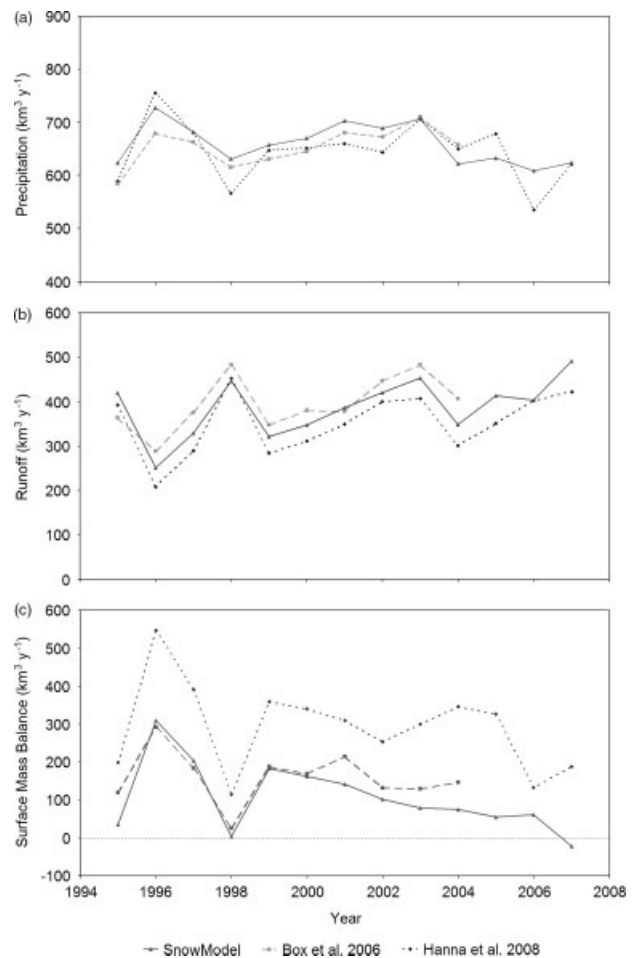 (a)
900
800
700
600
500
400
Precipitation (km³ y⁻¹)
(b)
600
500
400
300
200
100
0
Runoff (km³ y⁻¹)
(c)
600
500
400
300
200
100
0
-100
Surface Mass Balance (km³ y⁻¹)
1994 1996 1998 2000 2002 2004 2006 2008
Year
SnowModel Box et al. 2006 Hanna et al. 2008